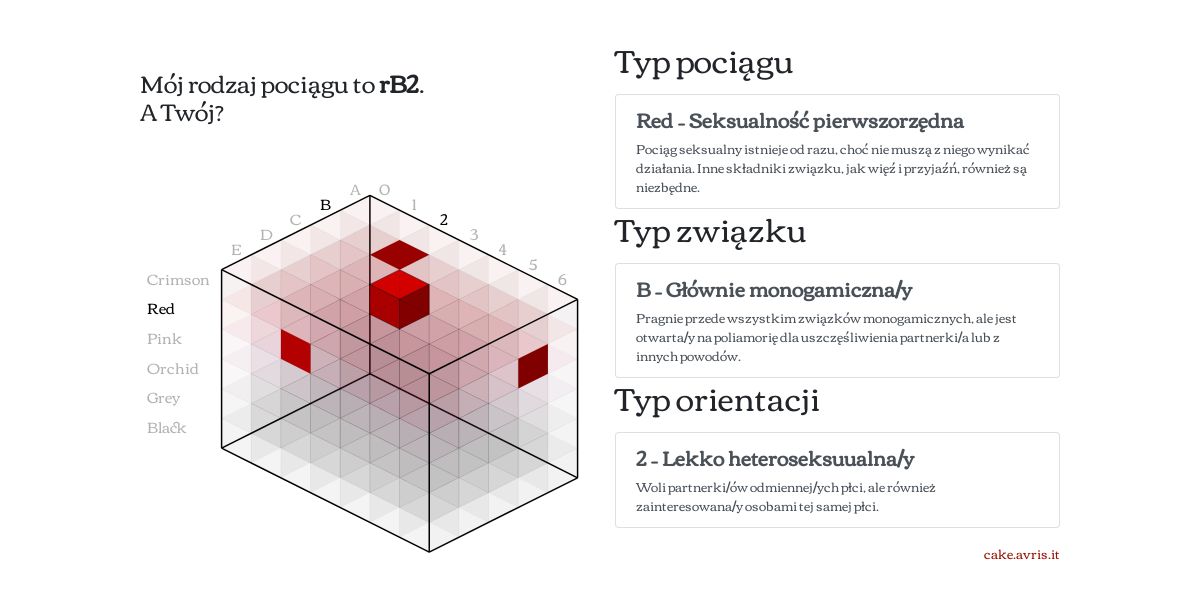 Mój rodzaj pociągu to rB2.
A Twój?
A O
B 1
C 2
D 3
E 4
5
6
Crimson
Red
Pink
Orchid
Grey
Black
Typ pociągu
Red - Seksualność pierwszorzędna
Pociąg seksualny istnieje od razu, choć nie muszą z niego wynikać
działania. Inne składniki związku, jak więź i przyjaźń, również są
niezbędne.
Typ związku
B - Głównie monogamiczna/y
Pragnie przede wszystkim związków monogamicznych, ale jest
otwarta/y na poliamorię dla uszczęśliwienia partnerki/a lub z
innych powodów.
Typ orientacji
2 - Lekko heteroseksuualna/y
Woli partnerki/ów odmiennej/ych płci, ale również
zainteresowana/y osobami tej samej płci.
cake.avris.it